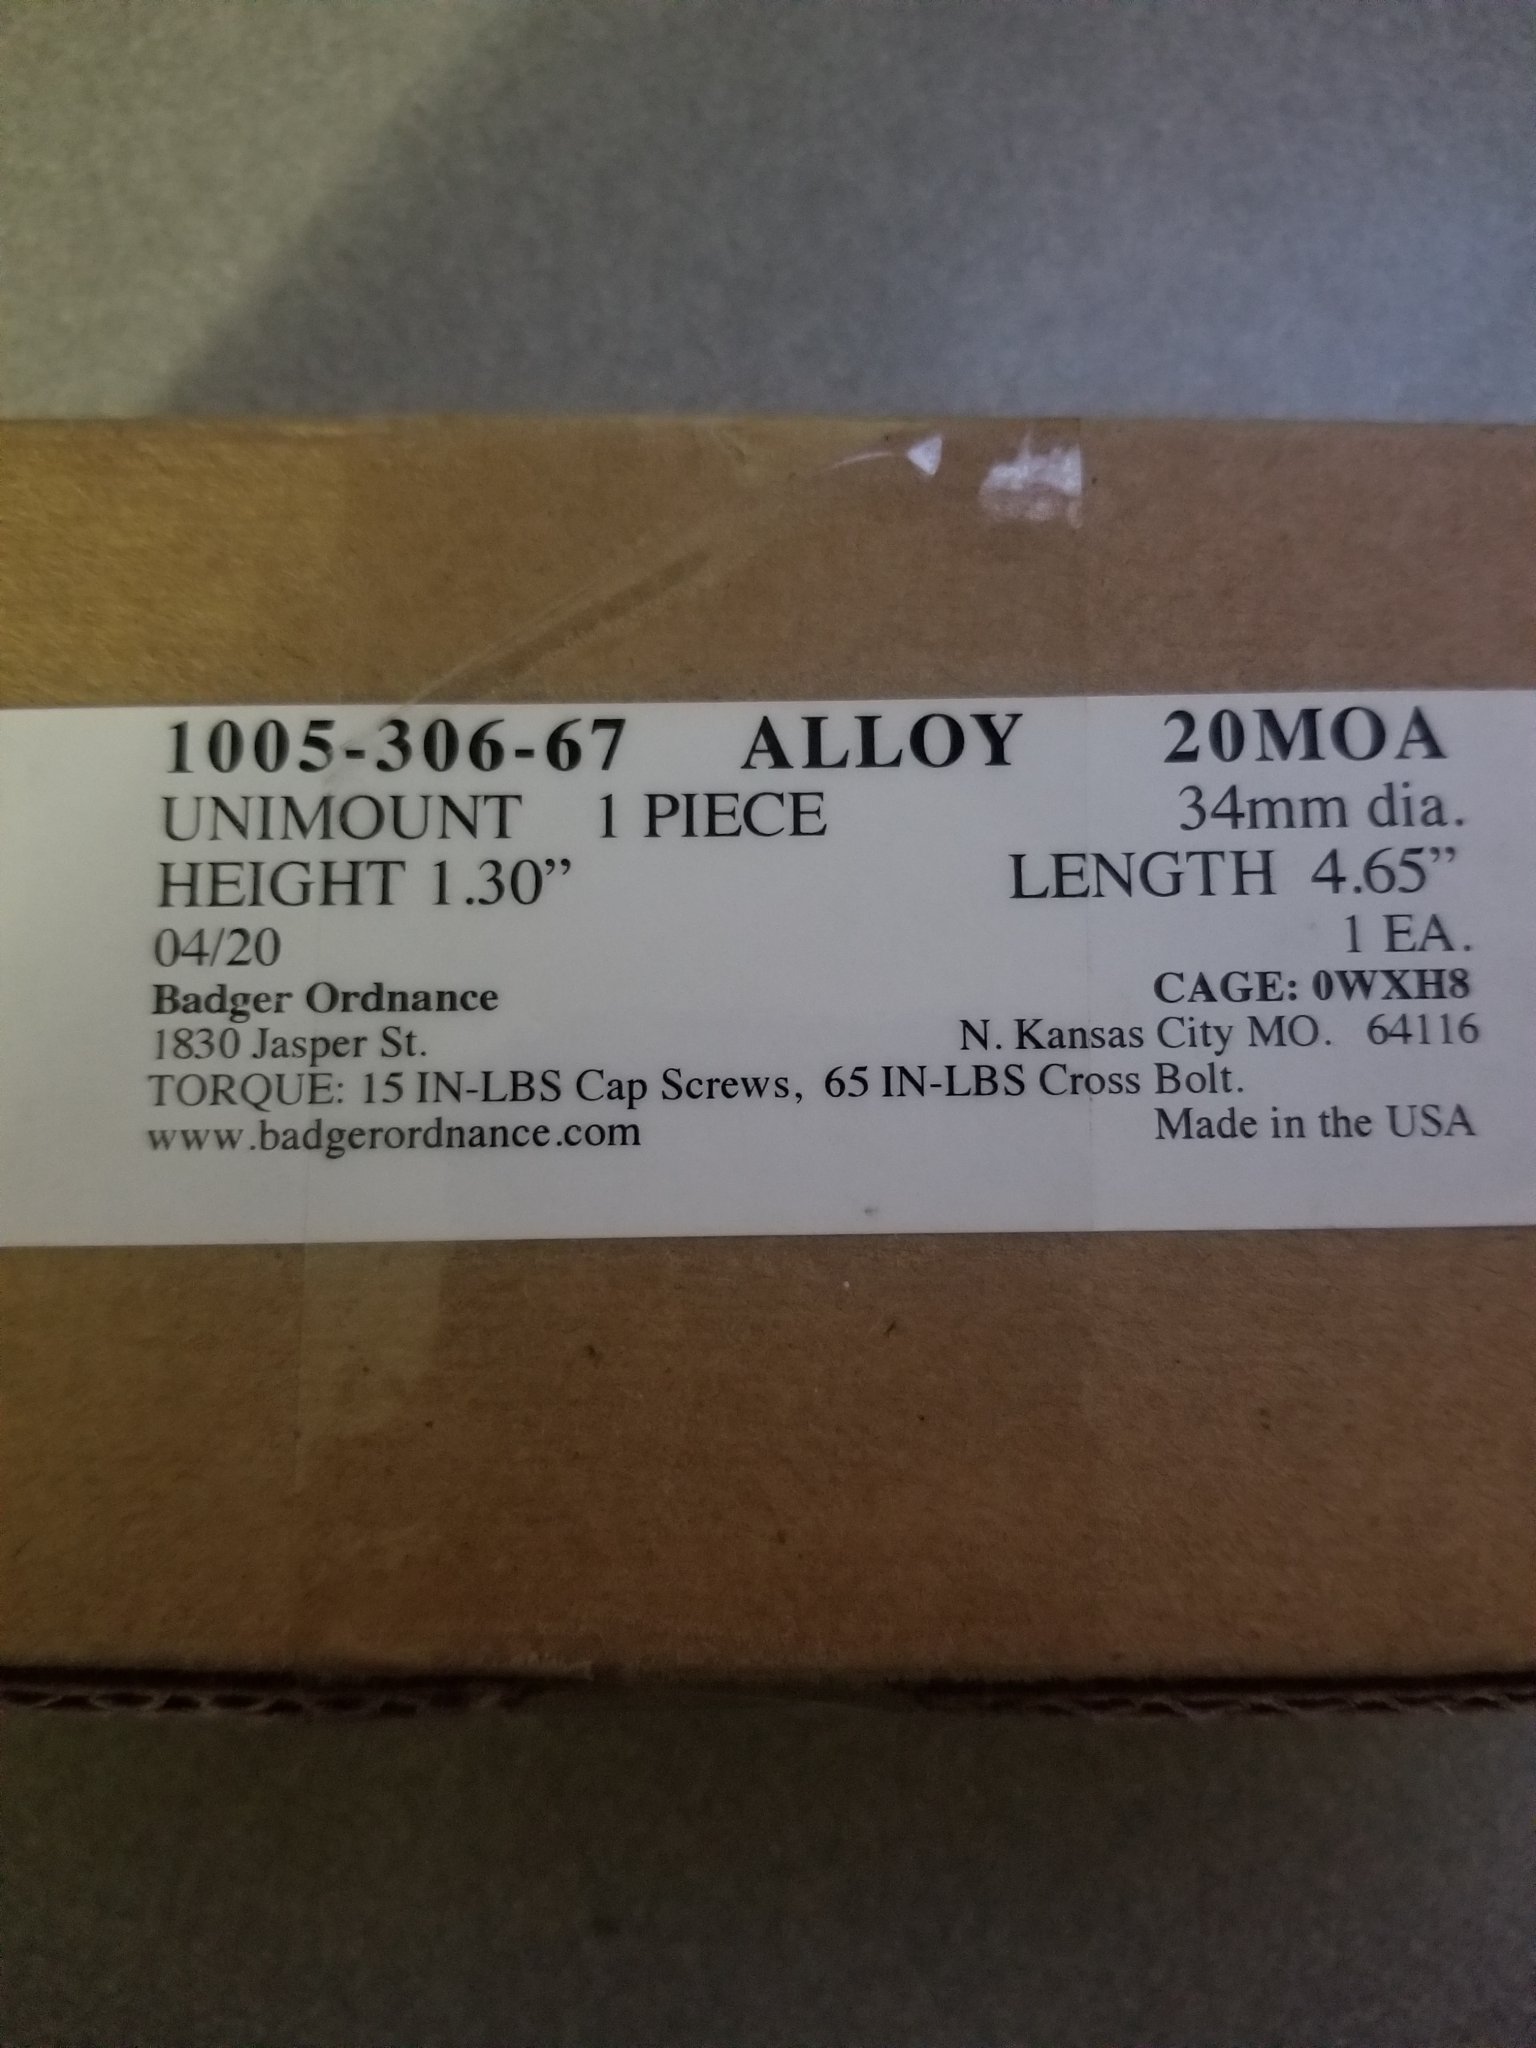 1005-306-67 ALLOY 20MOA
UNIMOUNT 1 PIECE 34mm dia.
HEIGHT 1.30” LENGTH 4.65”
04/20 1 EA.
Badger Ordnance CAGE: 0WXH8
1830 Jasper St. N. Kansas City MO. 64116
TORQUE: 15 IN-LBS Cap Screws, 65 IN-LBS Cross Bolt.
www.badgerordnance.com Made in the USA